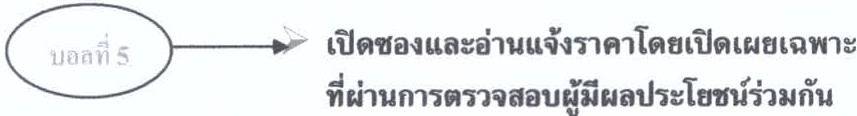 บอลที่ 5
เปิดซองและอ่านแจ้งราคาโดยเปิดเผยเฉพาะ
ที่ผ่านการตรวจสอบผู้มีผลประโยชน์ร่วมกัน